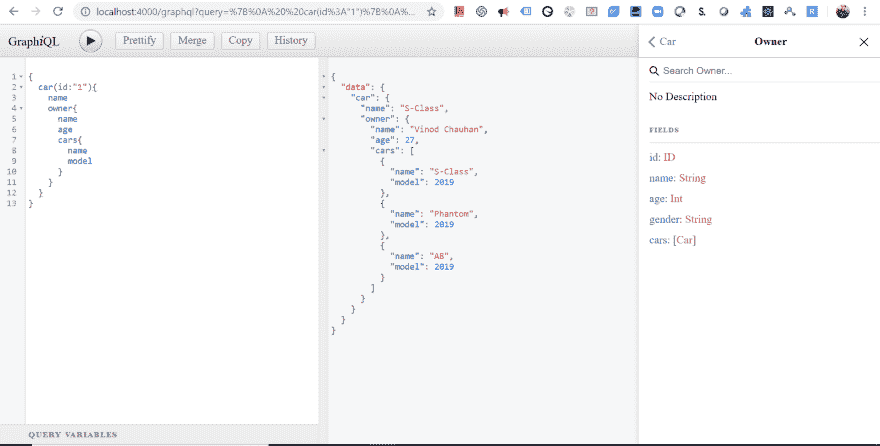 localhost:4000/graphql?query=%7B%0A%20%20car(id%3A"1")%7B%0A%...
GraphiQL
Prettify
Merge
Copy
History
1 {
2 car(id:"1"){
3 name
4 owner{
5 name
6 age
7 cars{
8 name
9 model
10 }
11 }
12 }
13 }
QUERY VARIABLES
{
"data": {
"car": {
"name": "S-Class",
"owner": {
"name": "Vinod Chauhan",
"age": 27,
"cars": [
{
"name": "S-Class",
"model": 2019
},
{
"name": "Phantom",
"model": 2019
},
{
"name": "AB",
"model": 2019
}
]
}
}
}
}
Car
Owner
Search Owner...
No Description
FIELDS
id: ID
name: String
age: Int
gender: String
cars: [Car]